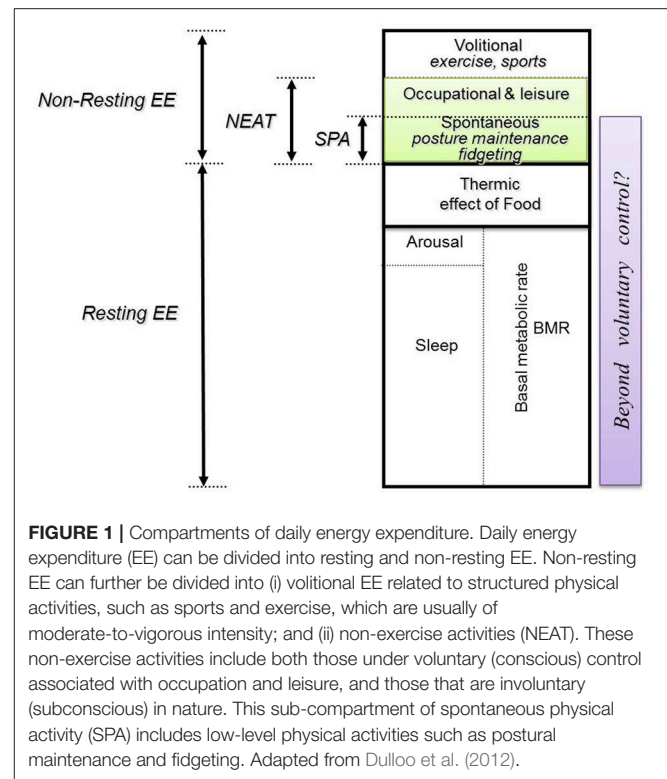 Non-Resting EE
NEAT
SPA
Resting EE
Volitional
exercise, sports
Occupational & leisure
Spontaneous
posture maintenance
fidgeting
Thermic
effect of Food
Arousal
Sleep
Basal metabolic rate
BMR
Beyond voluntary control?
FIGURE 1 | Compartments of daily energy expenditure. Daily energy
expenditure (EE) can be divided into resting and non-resting EE. Non-resting
EE can further be divided into (i) volitional EE related to structured physical
activities, such as sports and exercise, which are usually of
moderate-to-vigorous intensity; and (ii) non-exercise activities (NEAT). These
non-exercise activities include both those under voluntary (conscious) control
associated with occupation and leisure, and those that are involuntary
(subconscious) in nature. This sub-compartment of spontaneous physical
activity (SPA) includes low-level physical activities such as postural
maintenance and fidgeting. Adapted from Dulloo et al. (2012).